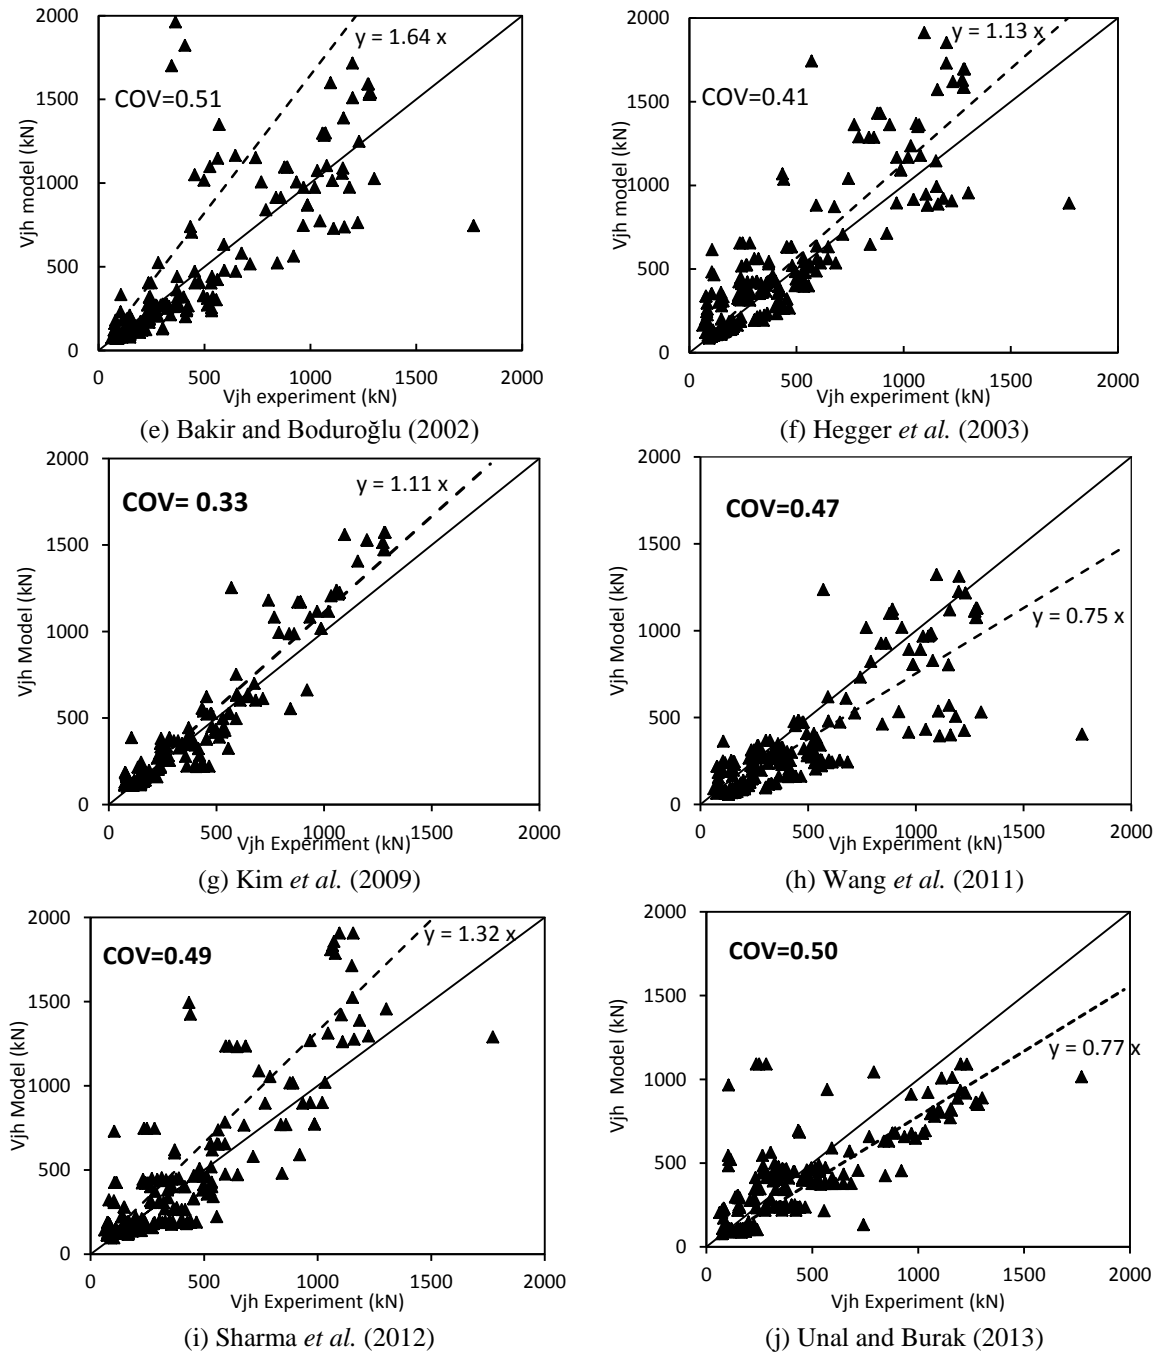 2000
1500
1000
500
0
Vjh model (kN)
COV=0.51
y = 1.64 x
0 500 1000 1500 2000
Vjh experiment (kN)
(e) Bakir and Boduroğlu (2002)
2000
1500
1000
500
0
Vjh model (kN)
COV=0.41
y = 1.13 x
0 500 1000 1500 2000
Vjh experiment (kN)
(f) Hegger et al. (2003)
2000
1500
1000
500
0
Vjh Model (kN)
COV= 0.33
y = 1.11 x
0 500 1000 1500 2000
Vjh Experiment (kN)
(g) Kim et al. (2009)
2000
1500
1000
500
0
Vjh Model (kN)
COV=0.47
y = 0.75 x
0 500 1000 1500 2000
Vjh Experiment (kN)
(h) Wang et al. (2011)
2000
1500
1000
500
0
Vjh Model (kN)
COV=0.49
y = 1.32 x
0 500 1000 1500 2000
Vjh Experiment (kN)
(i) Sharma et al. (2012)
2000
1500
1000
500
0
Vjh Model (kN)
COV=0.50
y = 0.77 x
0 500 1000 1500 2000
Vjh Experiment (kN)
(j) Unal and Burak (2013)